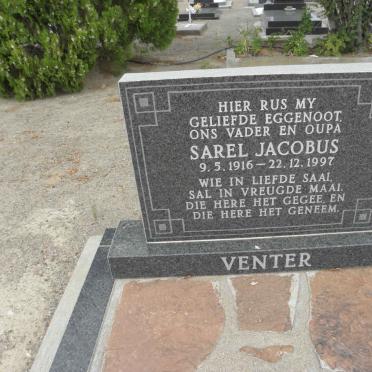 HIER RUS MY
GELIEFDE EGGENOOT,
ONS VADER EN OUPA
SAREL JACOBUS
9.5.1916 – 22.12.1997
WIE IN LIEFDE SAAI,
SAL IN VREUGDE MAAI.
DIE HERE HET GEGEE, EN
DIE HERE HET GENEEM.
VENTER